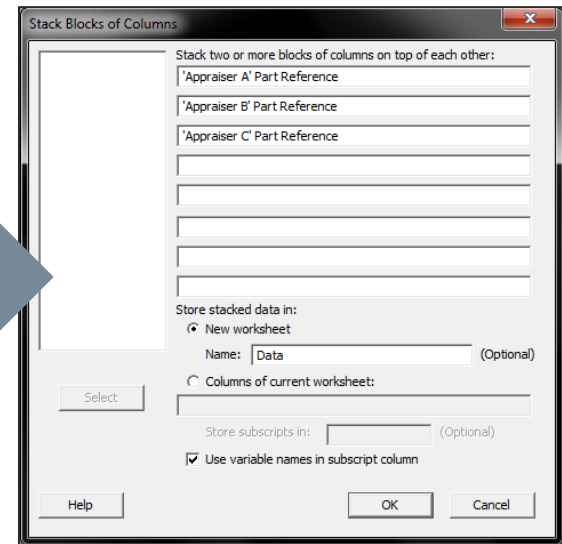 Stack Blocks of Columns
Stack two or more blocks of columns on top of each other:
'Appraiser A' Part Reference
'Appraiser B' Part Reference
'Appraiser C' Part Reference
Store stacked data in:
New worksheet
Name: Data (Optional)
Columns of current worksheet:
Select
Store subscripts in: (Optional)
Use variable names in subscript column
Help OK Cancel